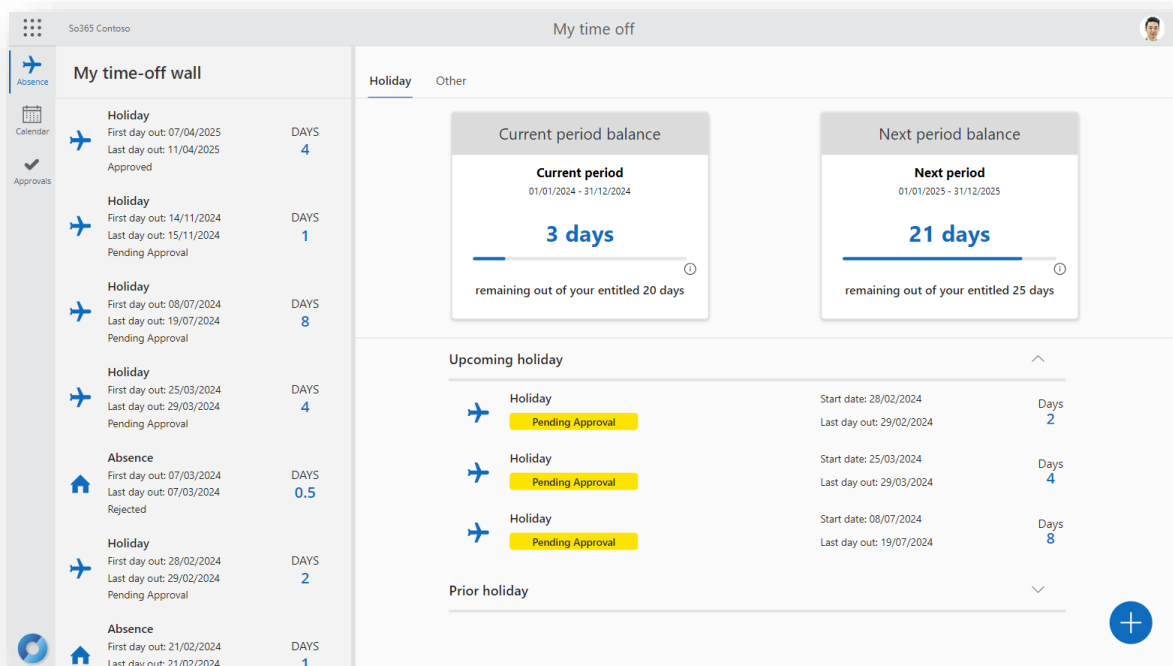 So365 Contoso
My time off
Absence
Calendar
Approvals
My time-off wall
Holiday
First day out: 07/04/2025
Last day out: 11/04/2025
Approved
DAYS
4
Holiday
First day out: 14/11/2024
Last day out: 15/11/2024
Pending Approval
DAYS
1
Holiday
First day out: 08/07/2024
Last day out: 19/07/2024
Pending Approval
DAYS
8
Holiday
First day out: 25/03/2024
Last day out: 29/03/2024
Pending Approval
DAYS
4
Absence
First day out: 07/03/2024
Last day out: 07/03/2024
Rejected
DAYS
0.5
Holiday
First day out: 28/02/2024
Last day out: 29/02/2024
Pending Approval
DAYS
2
Absence
First day out: 21/02/2024
Last day out: 21/02/2024
DAYS
1
Holiday
Other
Current period balance
Current period
01/01/2024 - 31/12/2024
3 days
remaining out of your entitled 20 days
Next period balance
Next period
01/01/2025 - 31/12/2025
21 days
remaining out of your entitled 25 days
Upcoming holiday
Holiday
Pending Approval
Start date: 28/02/2024
Last day out: 29/02/2024
Days
2
Holiday
Pending Approval
Start date: 25/03/2024
Last day out: 29/03/2024
Days
4
Holiday
Pending Approval
Start date: 08/07/2024
Last day out: 19/07/2024
Days
8
Prior holiday